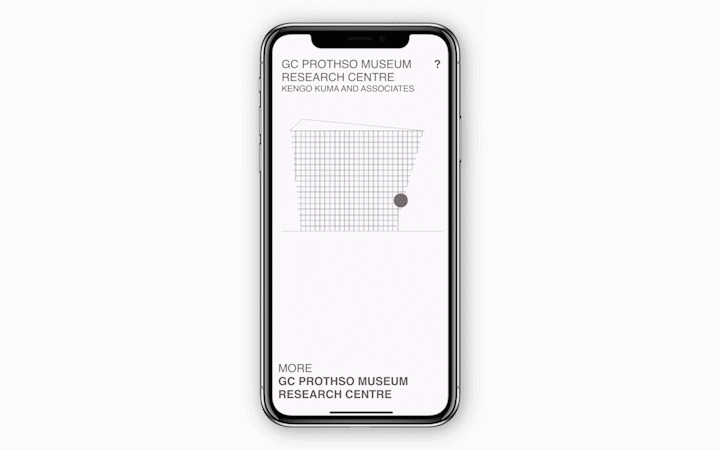 GC PROTHSO MUSEUM
RESEARCH CENTRE
KENGO KUMA AND ASSOCIATES
?
MORE
GC PROTHSO MUSEUM
RESEARCH CENTRE